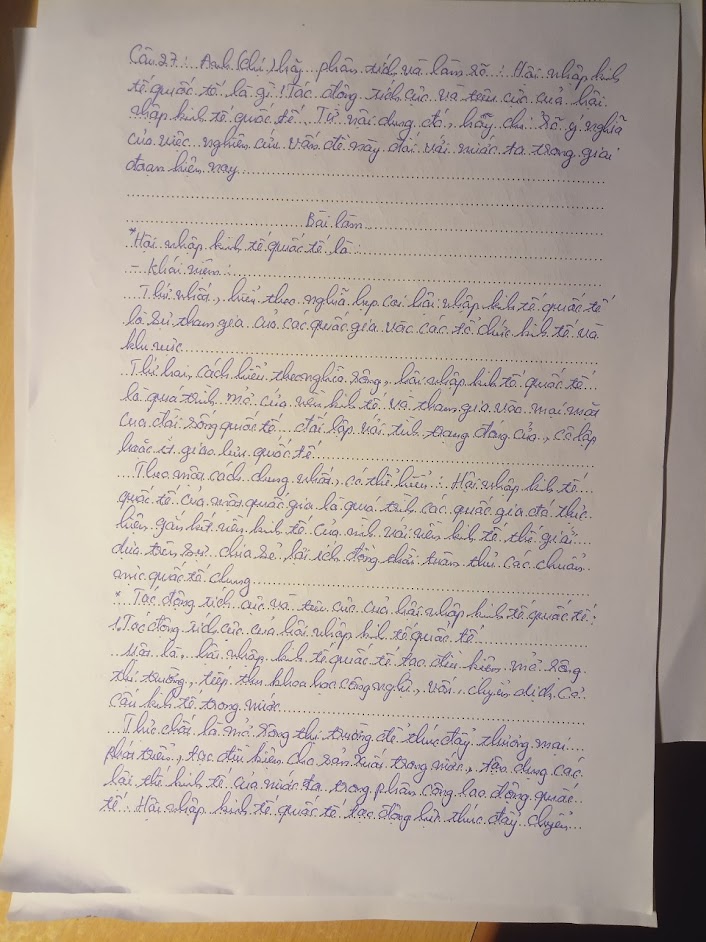 Câu 27: Anh (chị) hãy phân tích và làm rõ: Hội nhập kinh
tế quốc tế là gì! Tác động tích cực và tiêu cực của hội
nhập kinh tế quốc tế. Từ nội dung đó, hãy chỉ rõ ý nghĩa
của việc nghiên cứu vấn đề này đối với nước ta trong giai
đoạn hiện nay
Bài làm
*Hội nhập kinh tế quốc tế là:
- Khái niệm:
Thứ nhất, hiểu theo nghĩa hẹp coi hội nhập kinh tế quốc tế
là sự tham gia của các quốc gia vào các tổ chức kinh tế và
khu vực
Thứ hai, cách hiểu theo nghĩa rộng, hội nhập kinh tế quốc tế
là quá trình mở cửa nền kinh tế và tham gia vào mọi mặt
của đời sống quốc tế đối lập với tình trạng đóng cửa, cô lập
hoặc ít giao lưu quốc tế
Theo một cách chung nhất, có thể hiểu: Hội nhập kinh tế
quốc tế của một quốc gia là quá trình các quốc gia đó thực
hiện gắn kết nền kinh tế của mình với nền kinh tế thế giới
dựa trên sự chia sẻ lợi ích đồng thời tuân thủ các chuẩn
mực quốc tế chung
* Tác động tích cực và tiêu cực của hội nhập kinh tế quốc tế:
1. Tác động tích cực của hội nhập kinh tế quốc tế
Một là, hội nhập kinh tế quốc tế tạo điều kiện mở rộng
thị trường, tiếp thu khoa học công nghệ, vốn, chuyển dịch cơ
cấu kinh tế trong nước
Thực chất là mở rộng thị trường để thúc đẩy thương mại
phát triển, tạo điều kiện cho sản xuất trong nước, tận dụng các
lợi thế kinh tế của nước ta trong phân công lao động quốc
tế. Hội nhập kinh tế quốc tế tạo động lực thúc đẩy chuyển